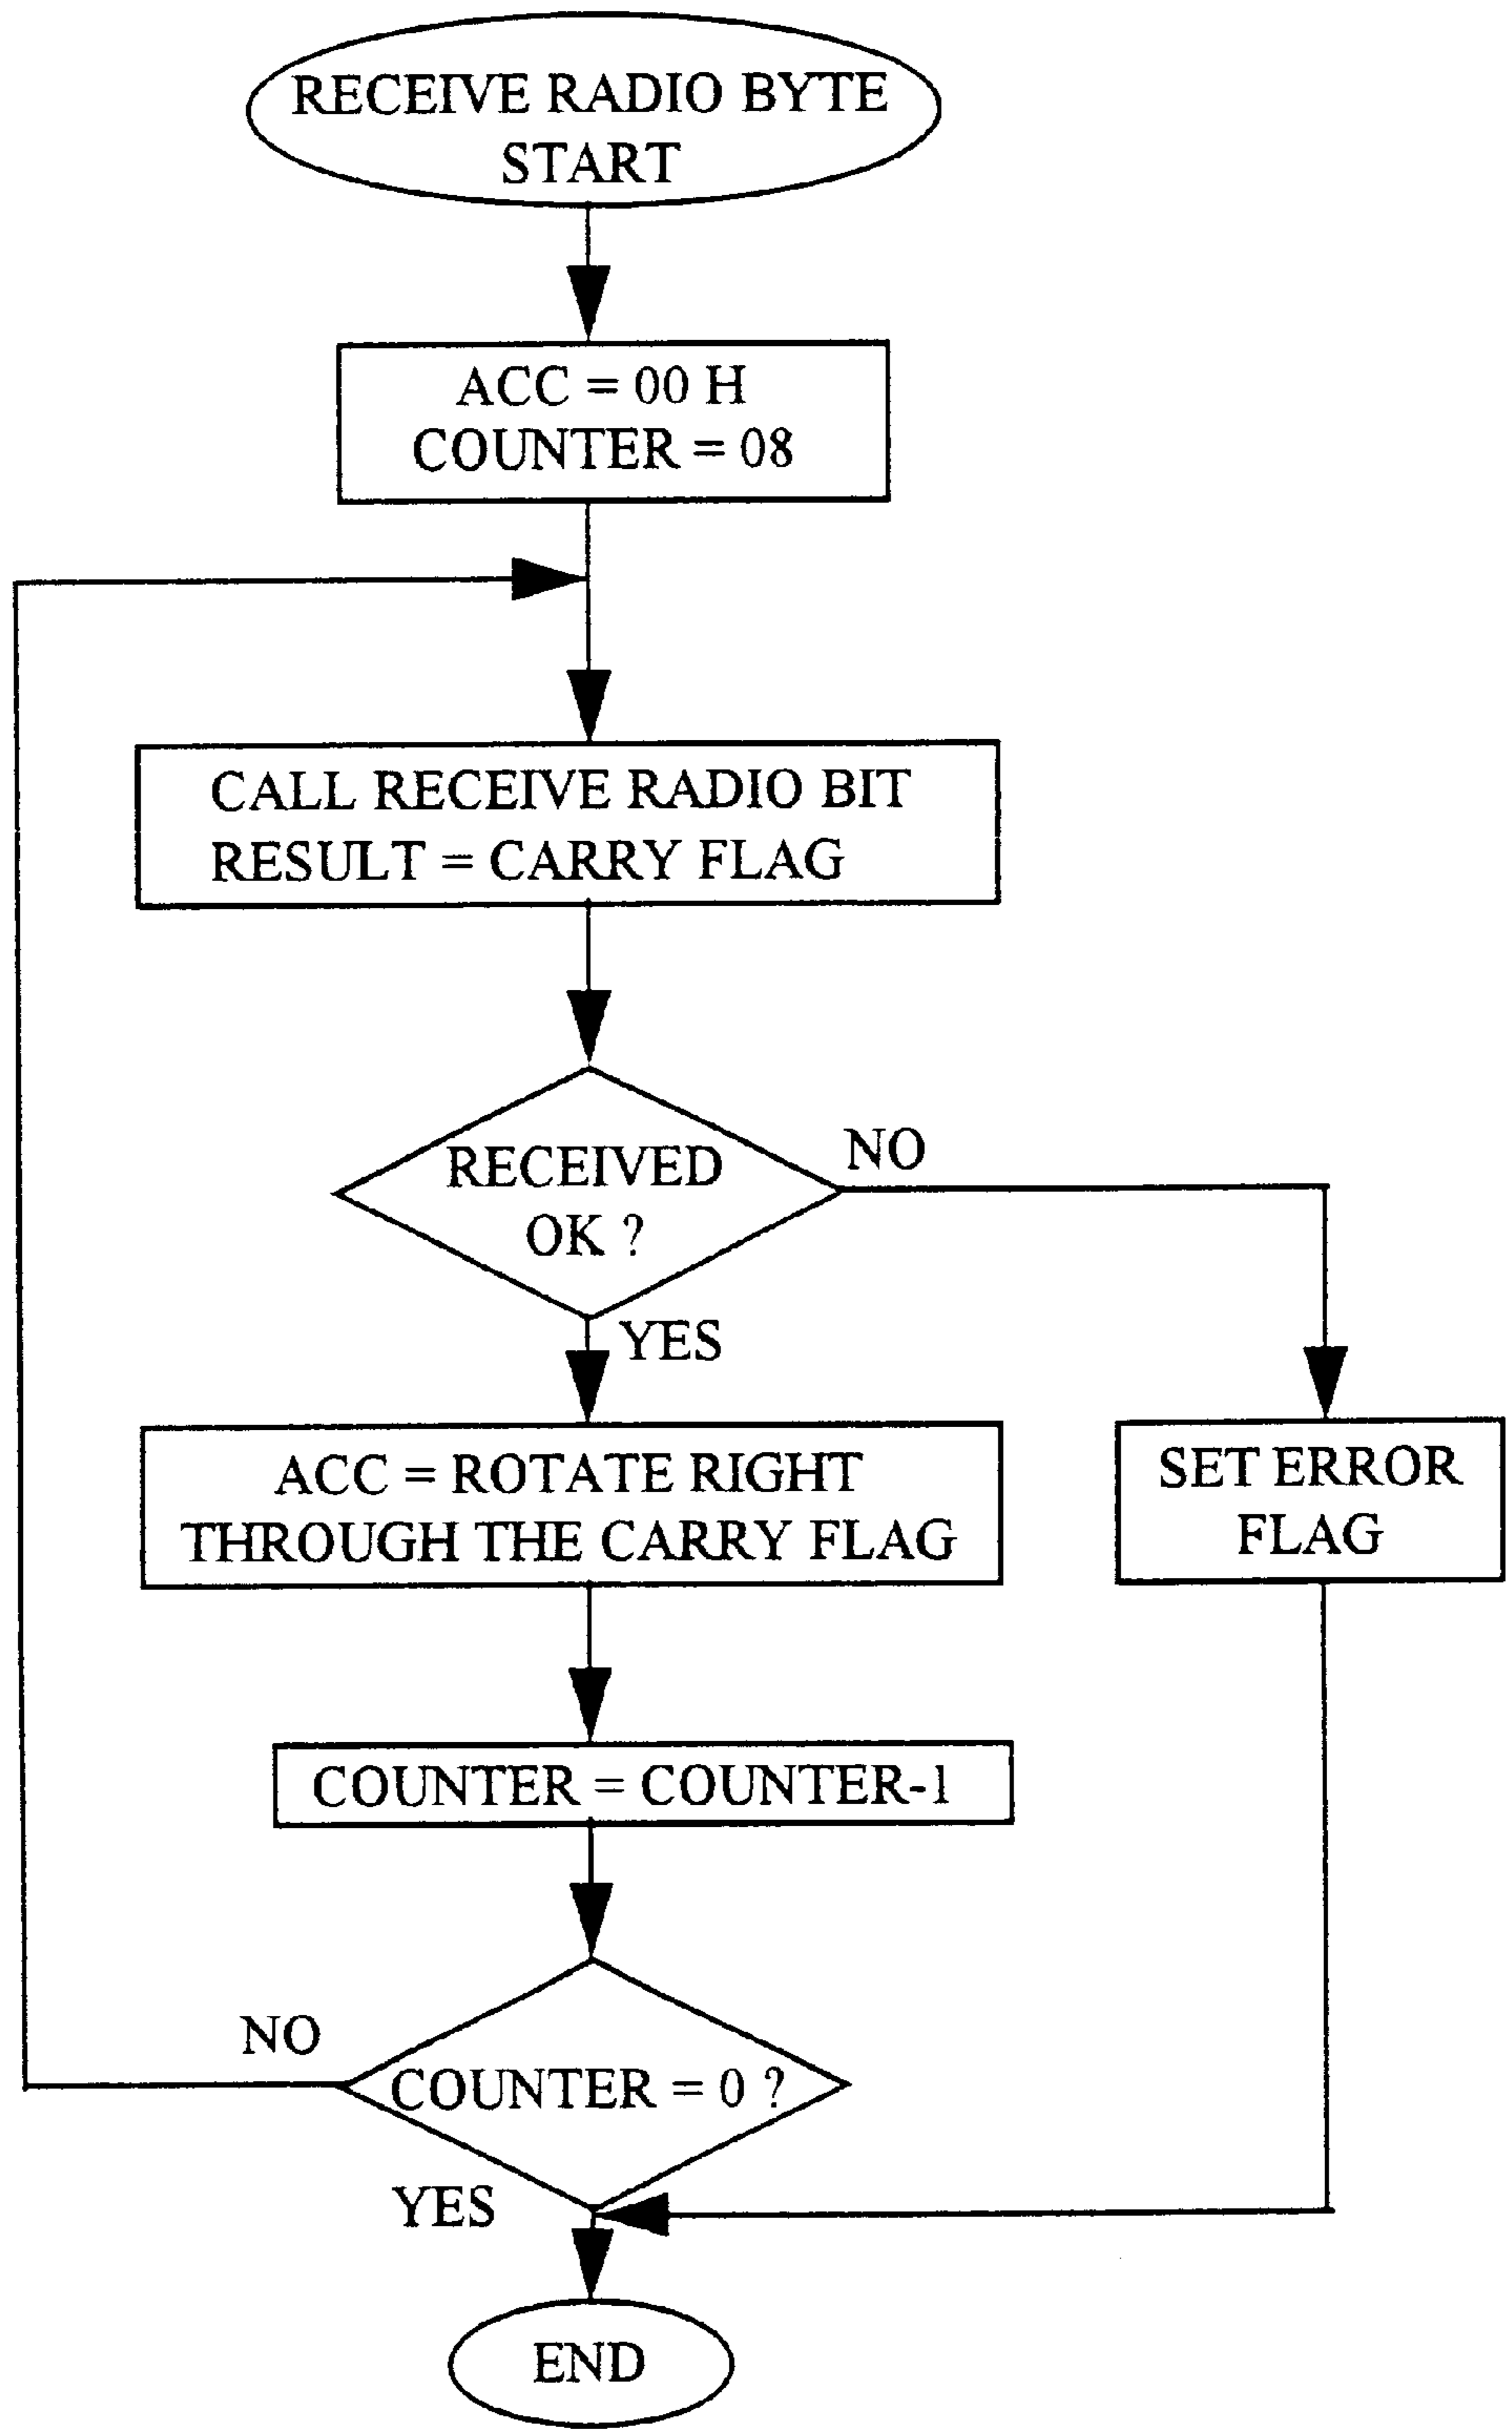 RECEIVE RADIO BYTE
START
ACC = 00 H
COUNTER = 08
CALL RECEIVE RADIO BIT
RESULT = CARRY FLAG
RECEIVED
OK ?
NO
YES
ACC = ROTATE RIGHT
THROUGH THE CARRY FLAG
SET ERROR
FLAG
COUNTER = COUNTER-1
NO
COUNTER = 0 ?
YES
END